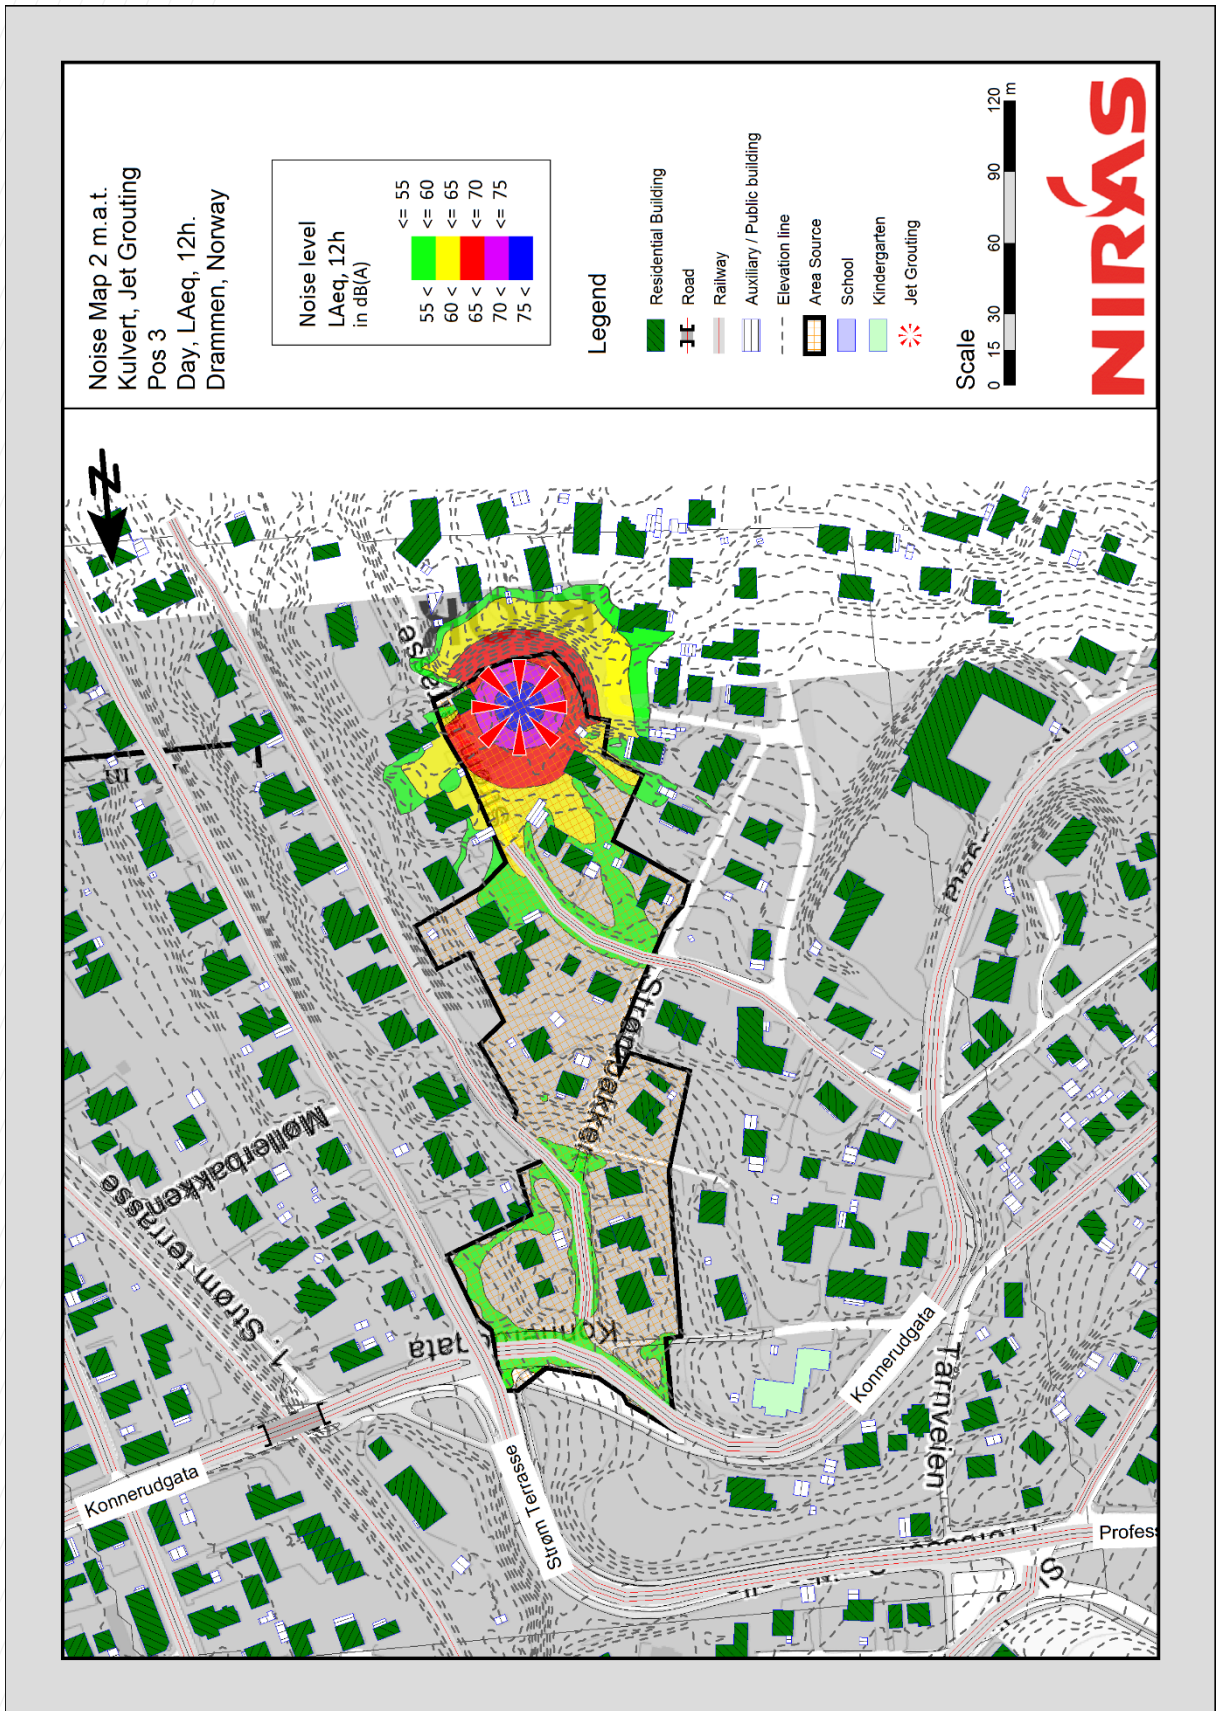 Noise Map 2 m.a.t.
Kulvert, Jet Grouting
Pos 3
Day, LAeq, 12h.
Drammen, Norway
Noise level
LAeq, 12h
in dB(A)
<= 55
55 < <= 60
60 < <= 65
65 < <= 70
70 < <= 75
75 <
Legend
Residential Building
Road
Railway
Auxiliary / Public building
Elevation line
Area Source
School
Kindergarten
Jet Grouting
Scale
0 15 30 60 90 120
m
NIRAS
N
m
Møllerbakken
1. Strøm terrasse
Konnerudgata
Strøm Terrasse
Konnerudgata
Tårnveien
Profess